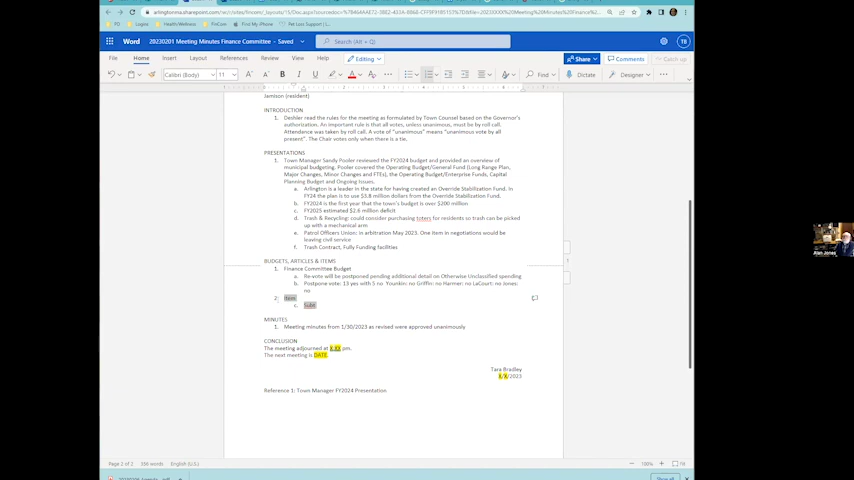 Word 20230201 Meeting Minutes Finance Committee - Saved Search (Alt + Q) TB
File Home Insert Layout References Review View Help Editing Share Comments Catch up
Calibri (Body) 11 Find Dictate Designer
Jamison (resident)
INTRODUCTION
1. Deshler read the rules for the meeting as formulated by Town Counsel based on the Governor's
authorization. An important rule is that all votes, unless unanimous, must be by roll call.
Attendence was taken by roll call. A vote of "unanimous" means "unanimous vote by all
present". The Chair votes only when there is a tie,
PRESENTATIONS
1. Town Manager Sandy Pooler reviewed the FY2024 budget and provided an overview of
municipal budgeting. Pooler covered the Operating Budget/General Fund (Long Range Plan.
Major Changes, Minor Changes and FTEs), the Operating Budget/Enterprise Funds, Capital
Planning Budget and Ongoing Issues.
a. Arlington is a leader in the state for having created an Override Stabilization Fund. In
FY24 the plan is to use $5.8 million dollars from the Override Stabilization Fund.
b. FY2024 is the first year that the town's budget is over $200 million
c. FY2025 estimated $2.6 million deficit
d. Trash & Recycling: could consider purchasing toters for residents so trash can be picked
up with a mechanical arm
e. Patrol Officers Union: in arbitration May 2023. One item in negotiations would be
leaving civil service
f. Trash Contract, Fully Funding facilities
BUDGETS, ARTICLES & ITEMS
1. Finance Committee Budget
a. Re-vote will be postponed pending additional detail on Otherwise Unclassified spending
b. Postpone vote: 13 yes with 5 no Younkin: no Griffin: no Harmer: no LaCourt: no Jones:
no
2. Item
c. Subt
MINUTES
1. Meeting minutes from 1/30/2023 as revised were approved unanimously
CONCLUSION
The meeting adjourned at X:XX pm.
The next meeting is DATE.
Tara Bradley
X/X/2023
Reference 1: Town Manager FY2024 Presentation
Alan Jones
Page 2 of 2 386 words English (U.S.) 100% Fit